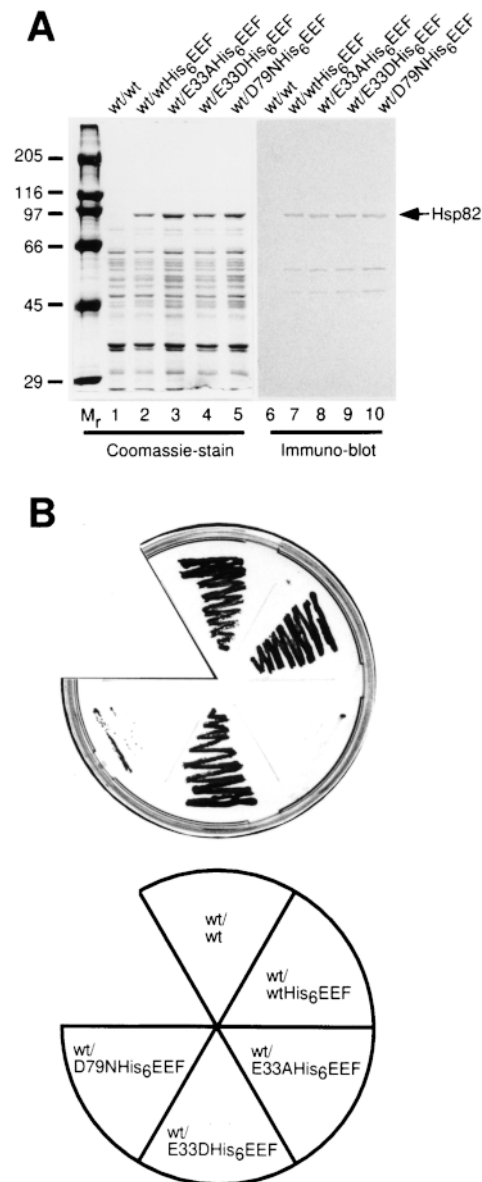 A
wt/wt
wt/wtHis6EEF
wt/E33AHis6EEF
wt/E33DHis6EEF
wt/D79NHis6EEF
wt/wt
wt/wtHis6EEF
wt/E33AHis6EEF
wt/E33DHis6EEF
wt/D79NHis6EEF
205
116
97
66
45
29
Hsp82
Mr 1 2 3 4 5 6 7 8 9 10
Coomassie-stain Immuno-blot
B
wt/
wt
wt/
wtHis6EEF
wt/
E33AHis6EEF
wt/
E33DHis6EEF
wt/
D79NHis6EEF